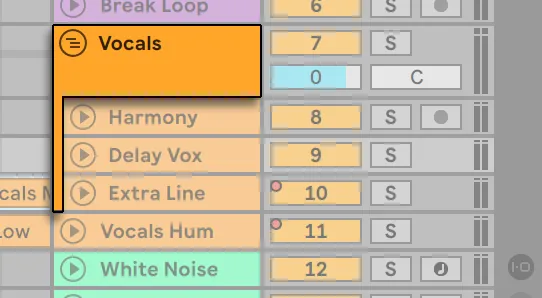 Break Loop 6 S
Vocals 7 S
0 C
Harmony 8 S
Delay Vox 9 S
Extra Line 10 S
Vocals Hum 11 S
White Noise 12 S
I·O